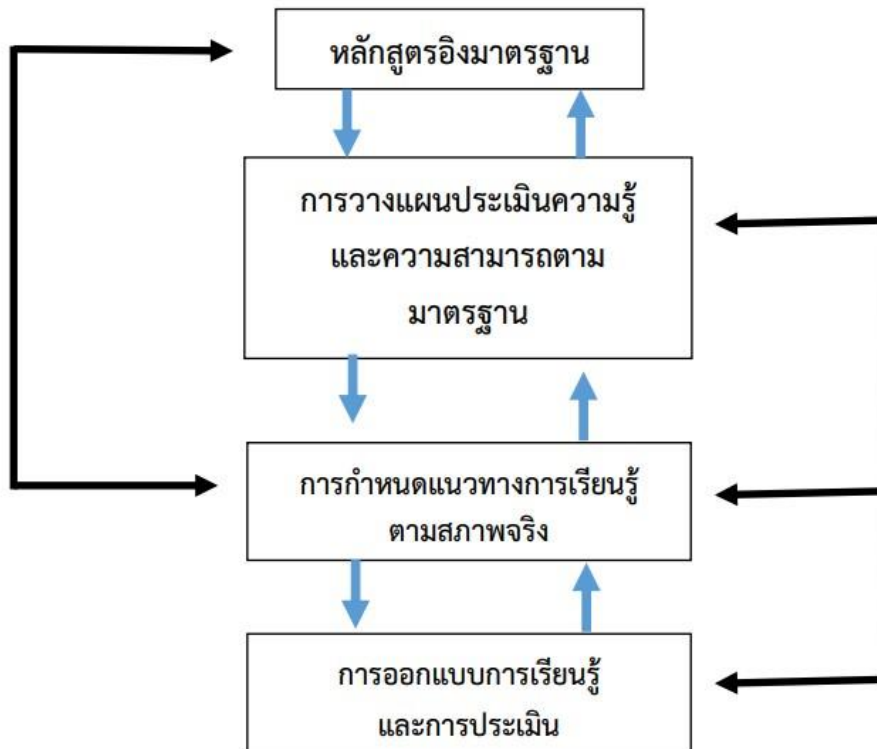 หลักสูตรอิงมาตรฐาน
การวางแผนประเมินความรู้
และความสามารถตาม
มาตรฐาน
การกำหนดแนวทางการเรียนรู้
ตามสภาพจริง
การออกแบบการเรียนรู้
และการประเมิน